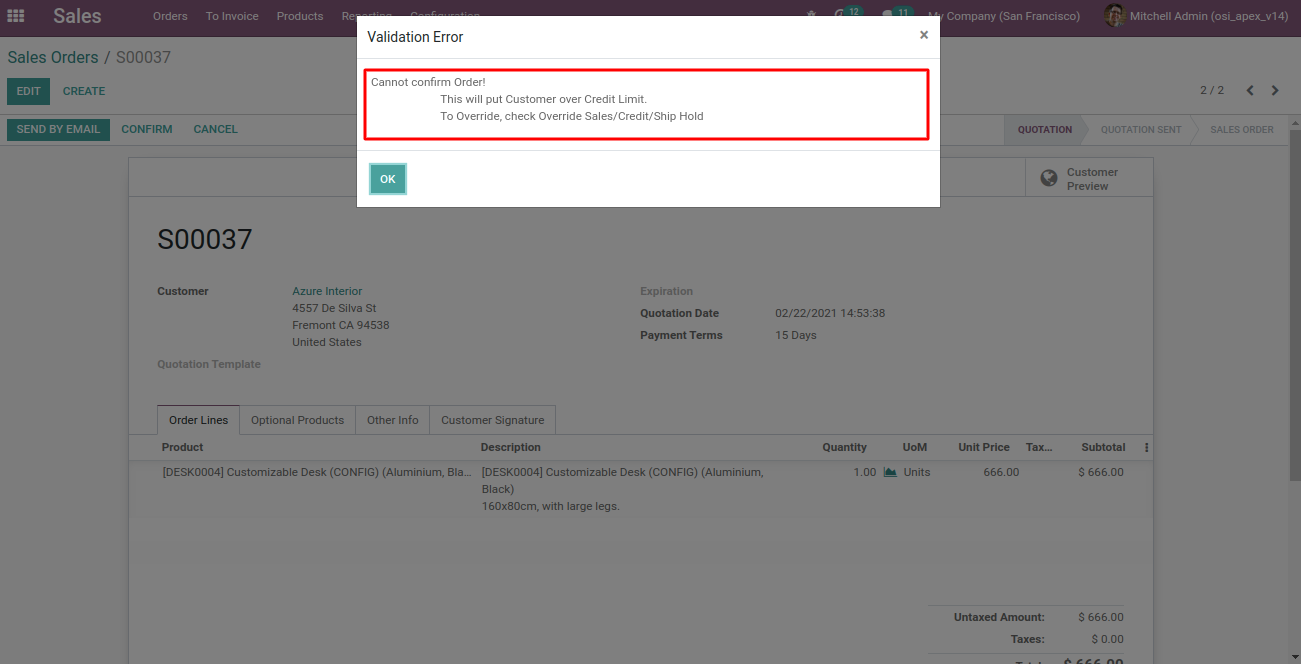 Sales
Orders
To Invoice
Products
Reporting
Configuration
12
11
My Company (San Francisco)
Mitchell Admin (osi_apex_v14)
Validation Error
×
Sales Orders / S00037
Cannot confirm Order!
This will put Customer over Credit Limit.
To Override, check Override Sales/Credit/Ship Hold
EDIT
CREATE
2 / 2
SEND BY EMAIL
CONFIRM
CANCEL
QUOTATION
QUOTATION SENT
SALES ORDER
OK
Customer
Preview
S00037
Customer
Azure Interior
4557 De Silva St
Fremont CA 94538
United States
Expiration
Quotation Date
02/22/2021 14:53:38
Payment Terms
15 Days
Quotation Template
Order Lines
Optional Products
Other Info
Customer Signature
Product
Description
Quantity
UoM
Unit Price
Tax...
Subtotal
[DESK0004] Customizable Desk (CONFIG) (Aluminium, Bla...
[DESK0004] Customizable Desk (CONFIG) (Aluminium,
Black)
160x80cm, with large legs.
1.00
Units
666.00
$ 666.00
Untaxed Amount:
$ 666.00
Taxes:
$ 0.00
$ 666.00